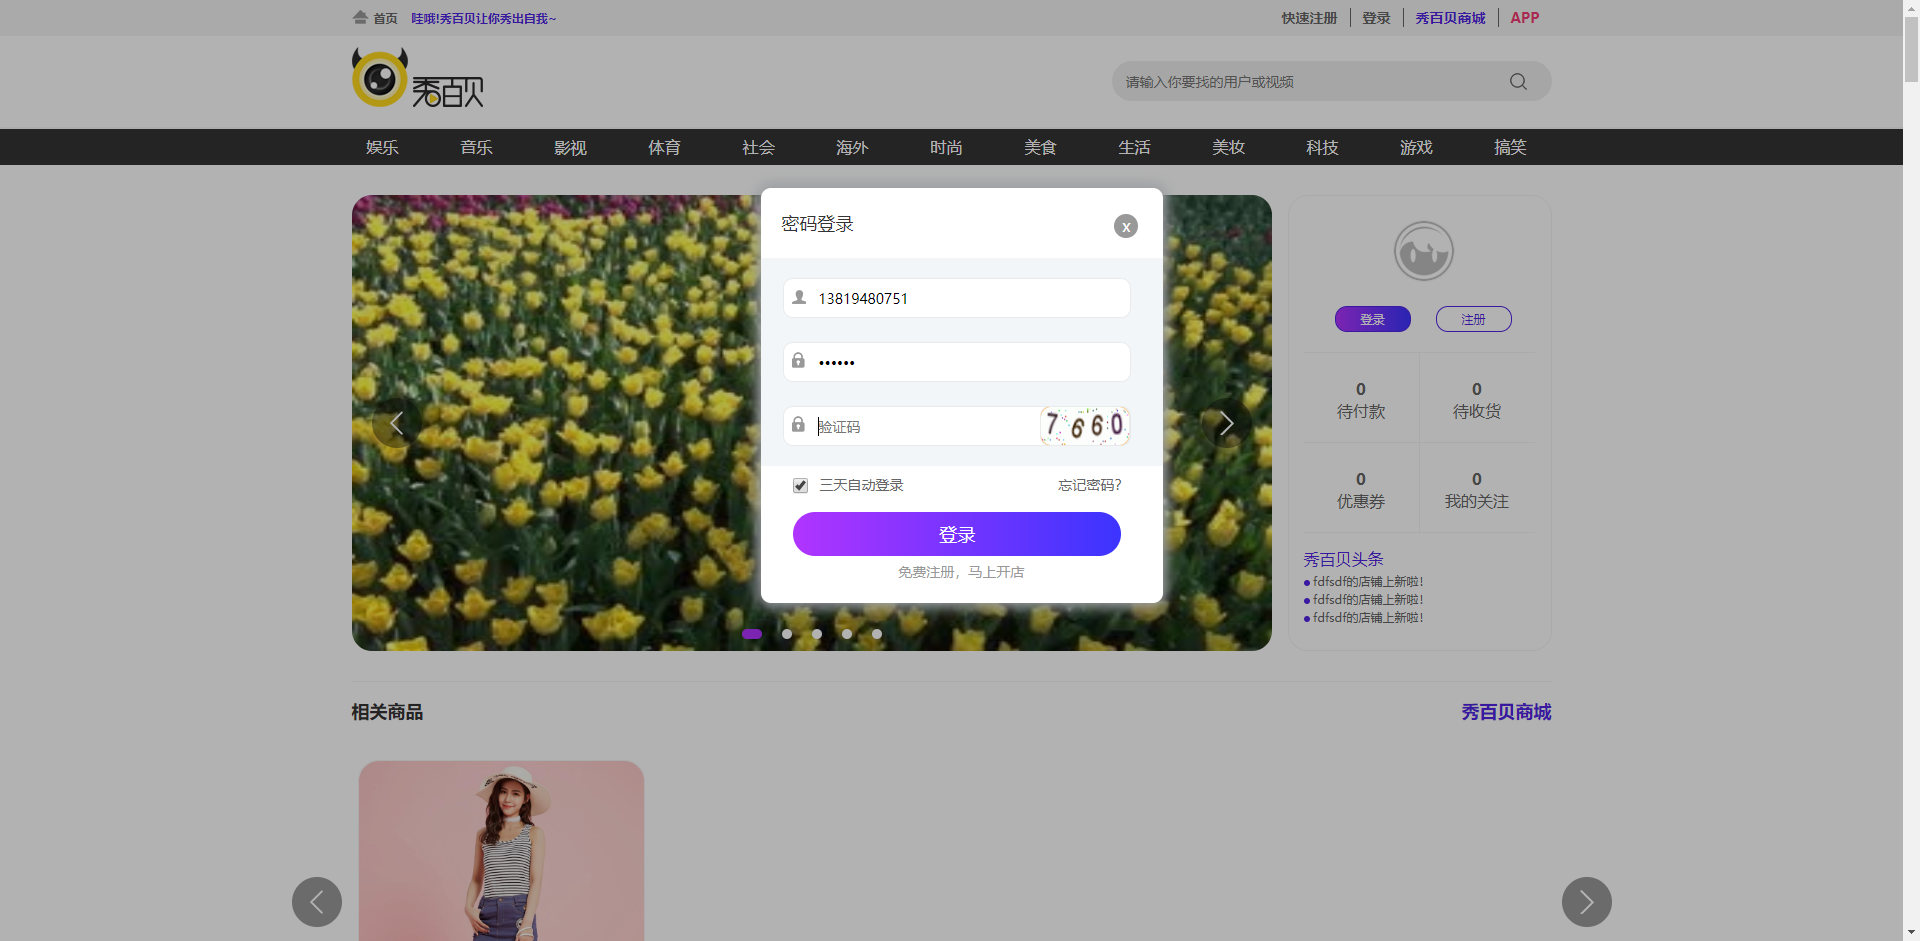 首页 哇哦!秀百贝让你秀出自我~
快速注册 登录 秀百贝商城 APP
秀百贝
请输入你要找的用户或视频
娱乐 音乐 影视 体育 社会 海外 时尚 美食 生活 美妆 科技 游戏 搞笑
密码登录
x
13819480751
••••••
验证码
7660
三天自动登录 忘记密码?
登录
免费注册，马上开店
登录 注册
0 0
待付款 待收货
0 0
优惠券 我的关注
秀百贝头条
fdfsdf的店铺上新啦!
fdfsdf的店铺上新啦!
fdfsdf的店铺上新啦!
相关商品 秀百贝商城